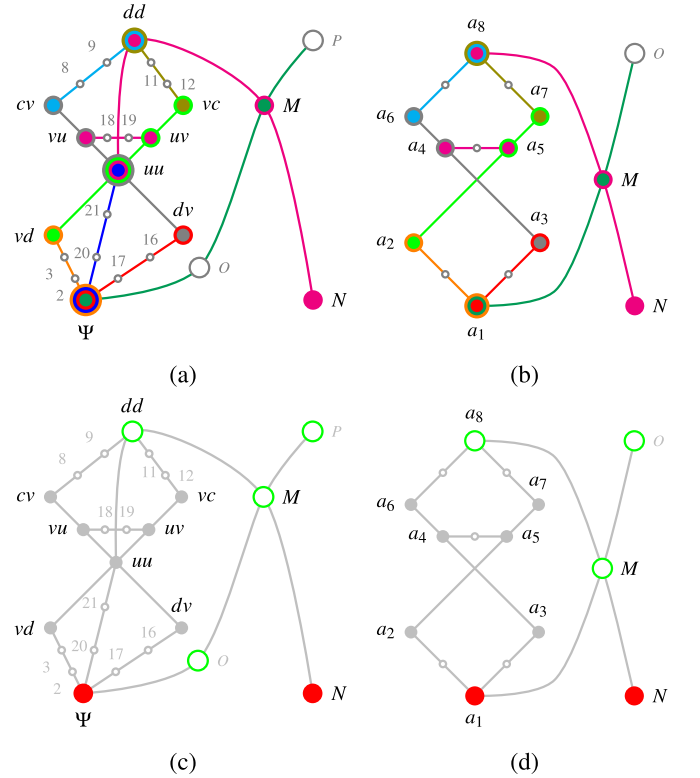 dd
P
9
8
11
12
cv
vc
M
18 19
vu
uv
uu
21
dv
vd
16
20
17
3
O
2
N
Ψ
(a)
a8
O
a7
a6
a4
a5
M
a3
a2
N
a1
(b)
dd
P
9
8
11
12
cv
vc
M
18 19
vu
uv
uu
21
dv
vd
16
20
17
3
O
2
N
Ψ
(c)
a8
O
a7
a6
a4
a5
M
a3
a2
N
a1
(d)